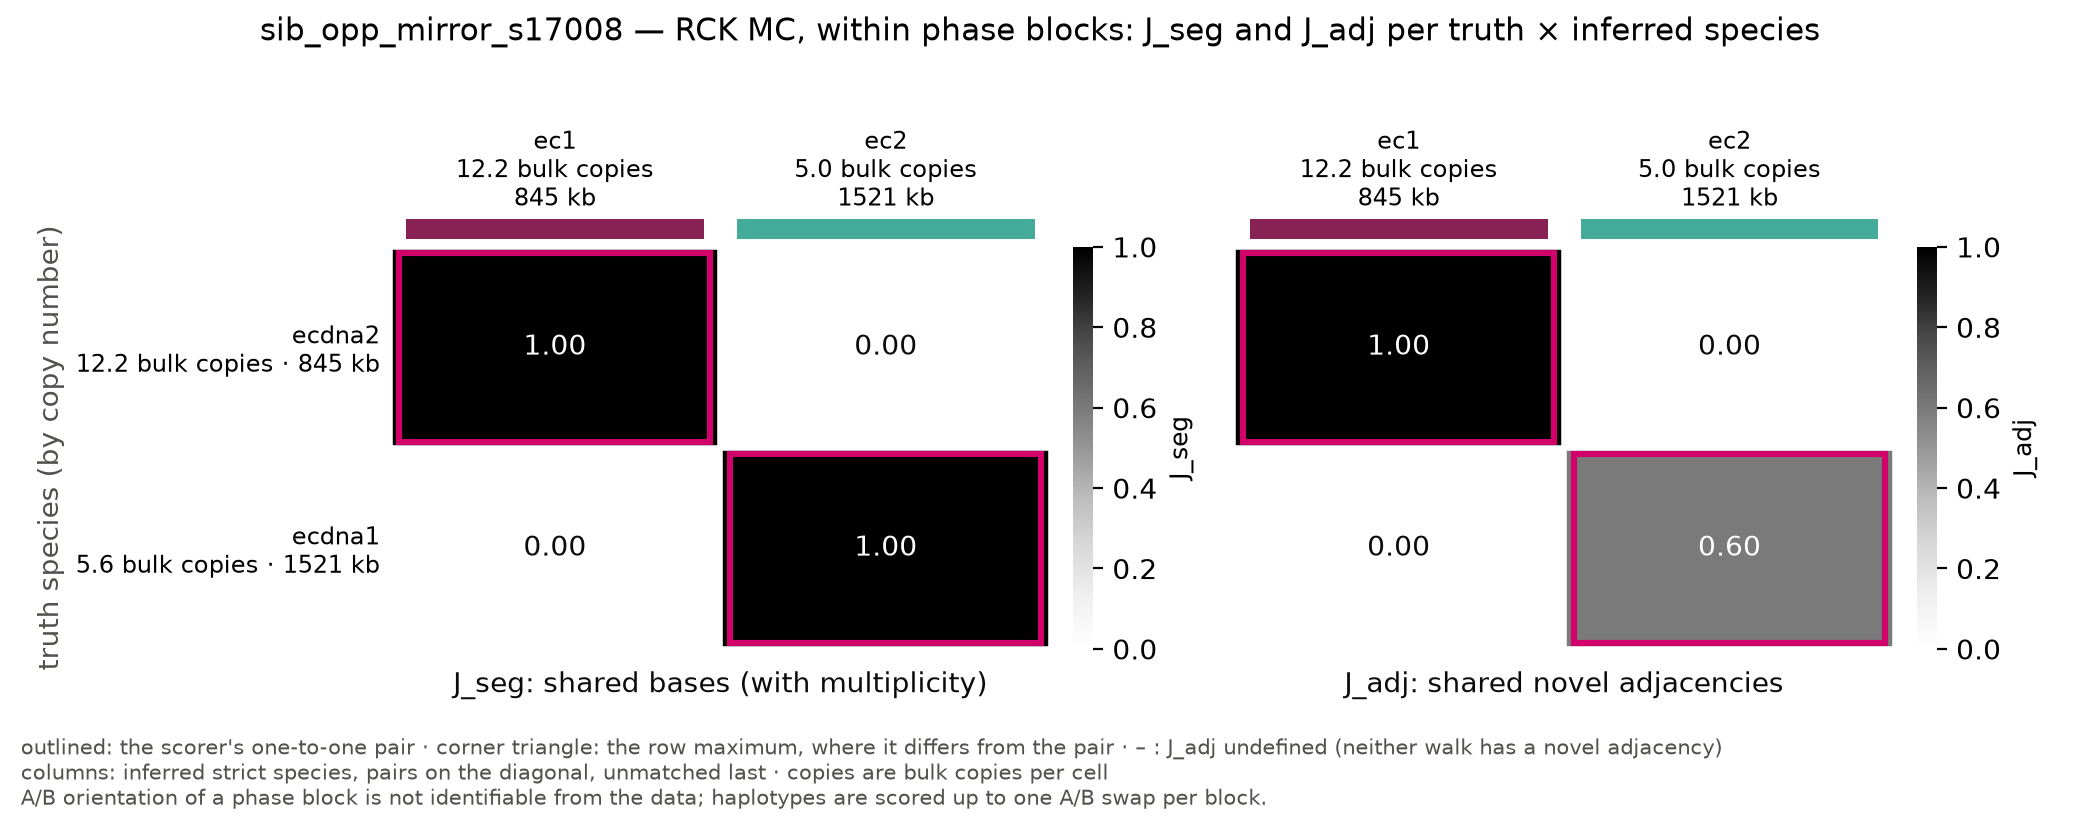 sib_opp_mirror_s17008 — RCK MC, within phase blocks: J_seg and J_adj per truth × inferred species
ec1
12.2 bulk copies
845 kb
ec2
5.0 bulk copies
1521 kb
truth species (by copy number)
ecdna2
12.2 bulk copies · 845 kb
ecdna1
5.6 bulk copies · 1521 kb
1.00
0.00
0.00
1.00
1.0
0.8
0.6
0.4
0.2
0.0
J_seg
J_seg: shared bases (with multiplicity)
ec1
12.2 bulk copies
845 kb
ec2
5.0 bulk copies
1521 kb
1.00
0.00
0.00
0.60
1.0
0.8
0.6
0.4
0.2
0.0
J_adj
J_adj: shared novel adjacencies
outlined: the scorer's one-to-one pair · corner triangle: the row maximum, where it differs from the pair · – : J_adj undefined (neither walk has a novel adjacency)
columns: inferred strict species, pairs on the diagonal, unmatched last · copies are bulk copies per cell
A/B orientation of a phase block is not identifiable from the data; haplotypes are scored up to one A/B swap per block.